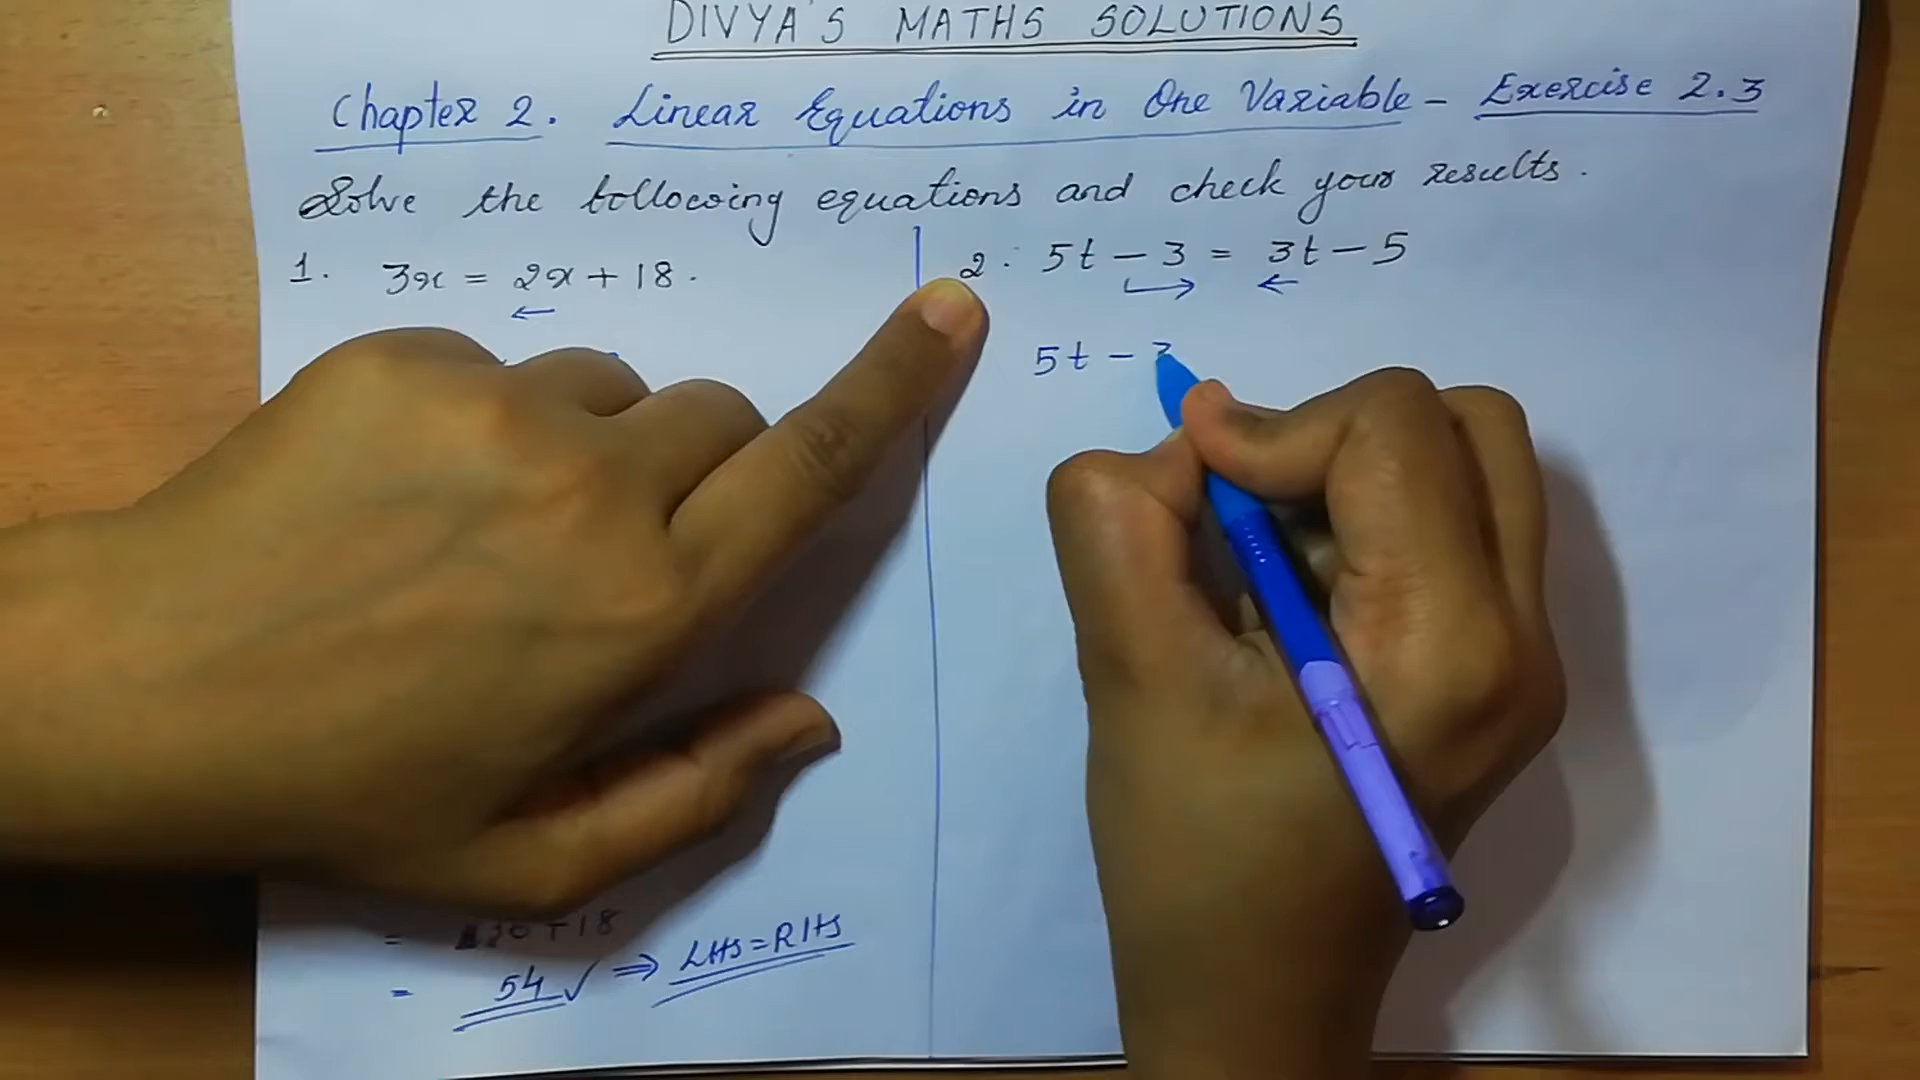 DIVYA'S MATHS SOLUTIONS
Chapter 2. Linear Equations in One Variable - Exercise 2.3
Solve the following equations and check your results.
1. 3x = 2x + 18.
2. 5t - 3 = 3t - 5
5t -
+ 18
= 54 ✓ ⇒ LHS = RHS